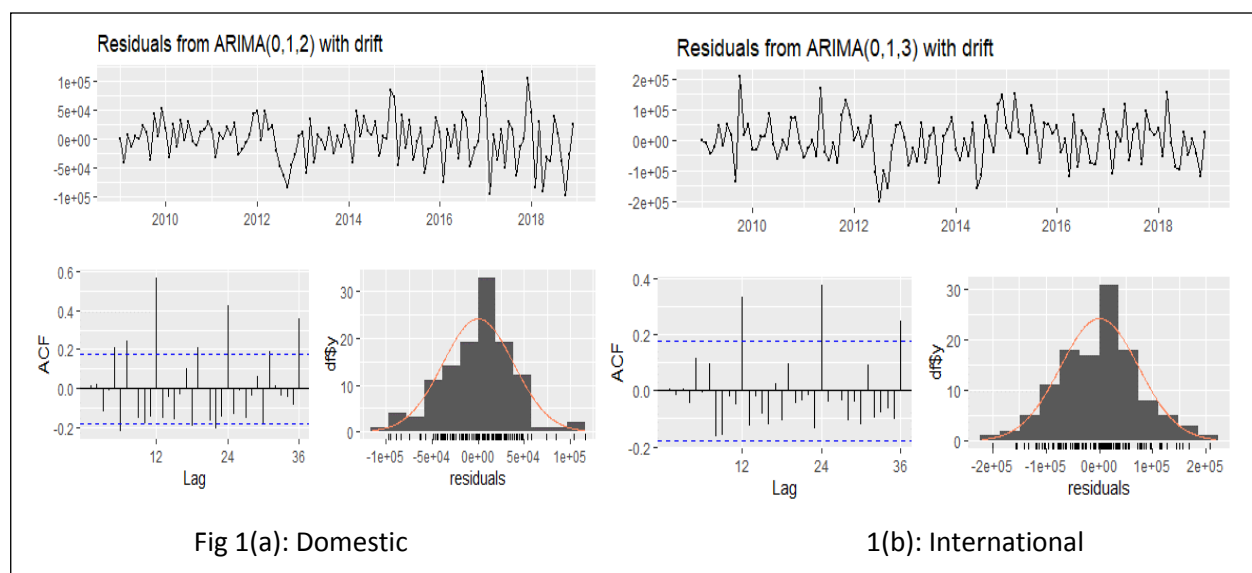 Residuals from ARIMA(0,1,2) with drift
1e+05
5e+04
0e+00
-5e+04
-1e+05
2010 2012 2014 2016 2018
0.6
0.4
0.2
0.0
-0.2
ACF
12 24 36
Lag
30
20
10
0
df$y
-1e+05 -5e+04 0e+00 5e+04 1e+05
residuals
Fig 1(a): Domestic
Residuals from ARIMA(0,1,3) with drift
2e+05
1e+05
0e+00
-1e+05
-2e+05
2010 2012 2014 2016 2018
0.4
0.2
0.0
-0.2
ACF
12 24 36
Lag
30
20
10
0
df$y
-2e+05 -1e+05 0e+00 1e+05 2e+05
residuals
1(b): International